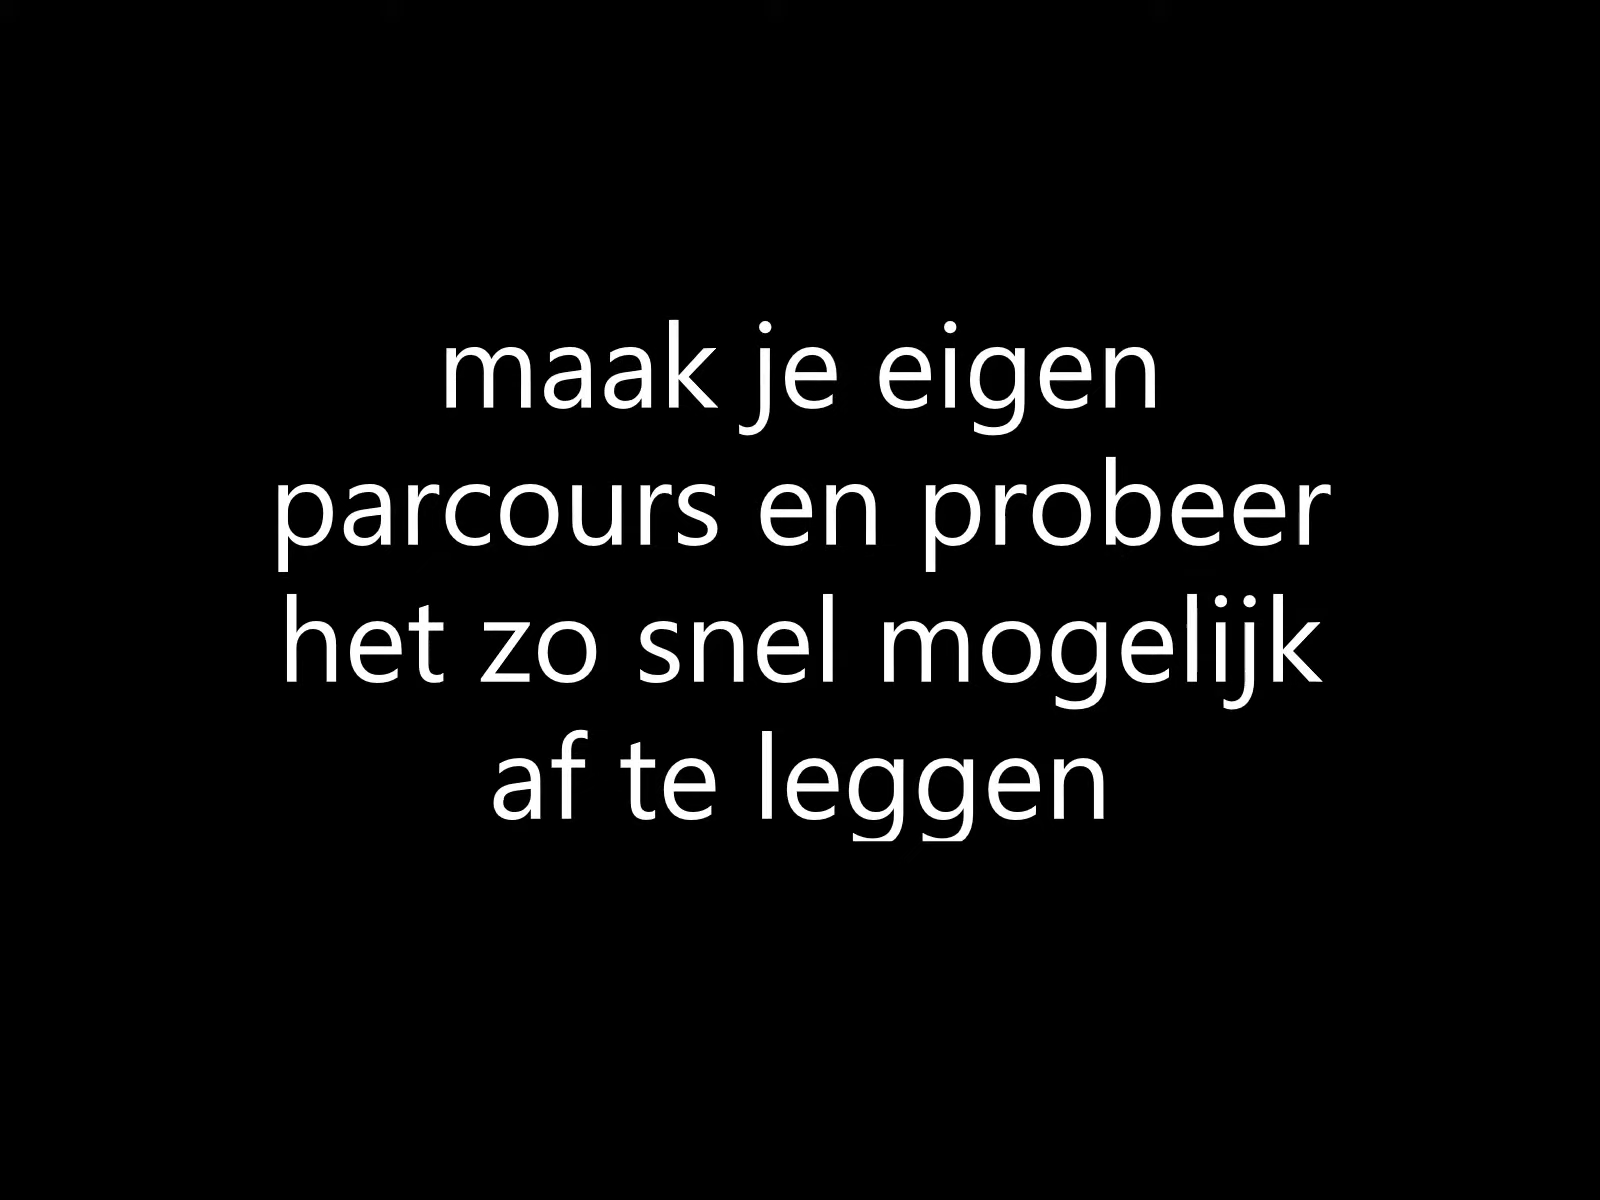 maak je eigen
parcours en probeer
het zo snel mogelijk
af te leggen